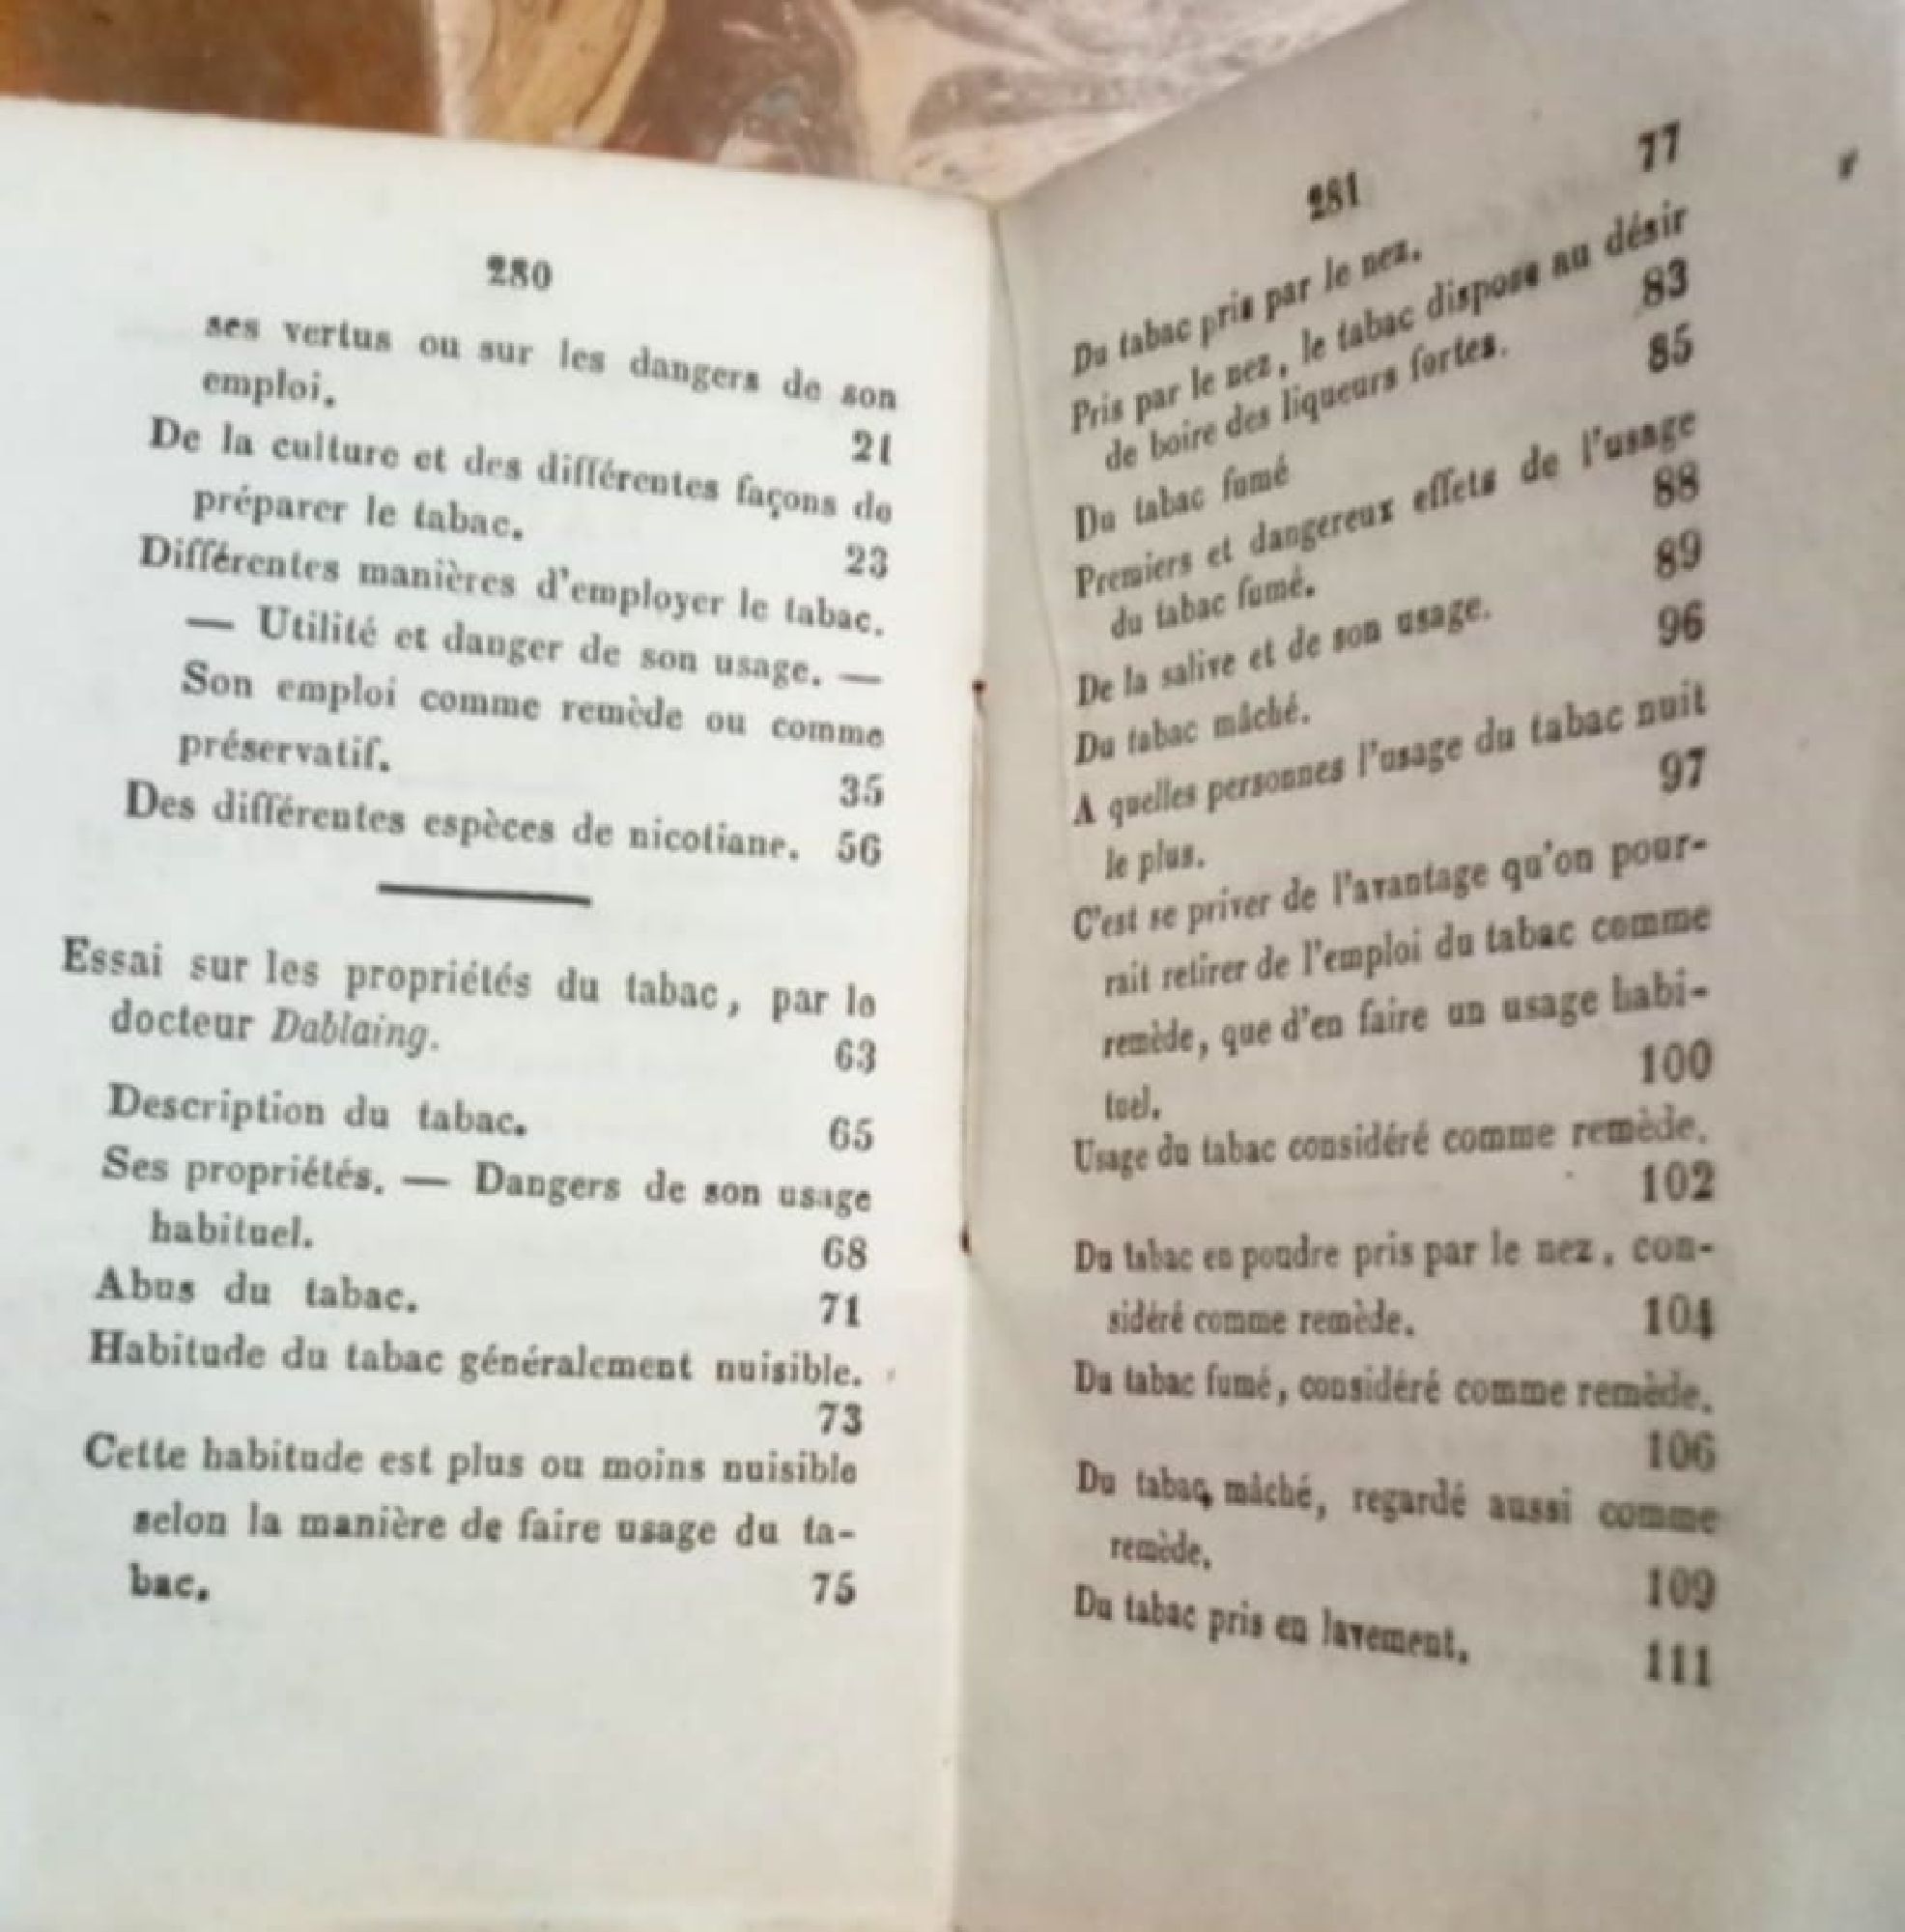 280
ses vertus ou sur les dangers de son
emploi. 21
De la culture et des différentes façons de
préparer le tabac. 23
Différentes manières d'employer le tabac.
— Utilité et danger de son usage. —
Son emploi comme remède ou comme
préservatif. 35
Des différentes espèces de nicotiane. 56
Essai sur les propriétés du tabac, par le
docteur Dablaing. 63
Description du tabac. 65
Ses propriétés. — Dangers de son usage
habituel. 68
Abus du tabac. 71
Habitude du tabac généralement nuisible.
73
Cette habitude est plus ou moins nuisible
selon la manière de faire usage du ta-
bac. 75
281
Du tabac pris par le nez. 77
Pris par le nez, le tabac dispose au désir
de boire des liqueurs fortes. 83
Du tabac fumé 85
Premiers et dangereux effets de l'usage
du tabac fumé. 88
De la salive et de son usage. 89
Du tabac mâché. 96
A quelles personnes l'usage du tabac nuit
le plus. 97
C'est se priver de l'avantage qu'on pour-
rait retirer de l'emploi du tabac comme
remède, que d'en faire un usage habi-
tuel. 100
Usage du tabac considéré comme remède.
102
Du tabac en poudre pris par le nez, con-
sidéré comme remède. 104
Du tabac fumé, considéré comme remède.
106
Du tabac mâché, regardé aussi comme
remède. 109
Du tabac pris en lavement. 111